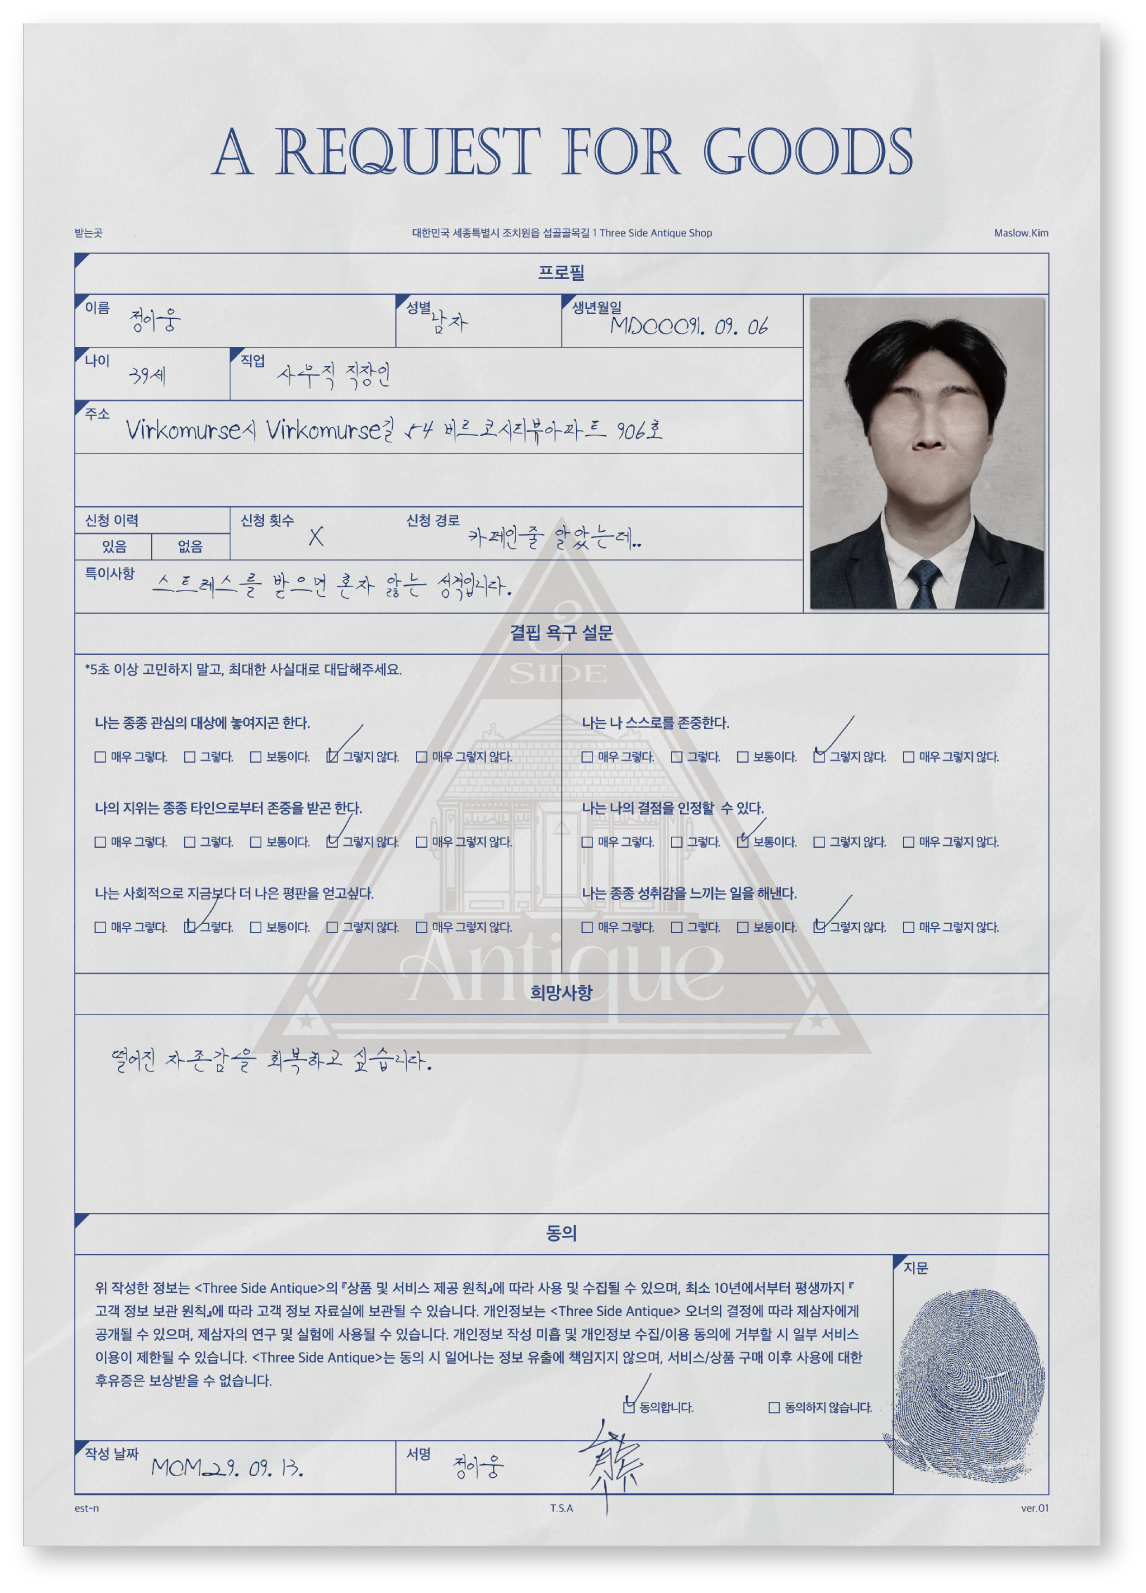 A REQUEST FOR GOODS
받는곳 대한민국 세종특별시 조치원읍 섭골골목길 1 Three Side Antique Shop Maslow.Kim
프로필
이름 정이웅 성별 남자 생년월일 MDCCC91. 09. 06
나이 39세 직업 사무직 직장인
주소 Virkomurse시 Virkomurse길 54 비르코시티뷰아파트 906호
신청 이력 신청 횟수 X 신청 경로 카페인줄 알았는데..
있음 없음
특이사항 스트레스를 받으면 혼자 앓는 성격입니다.
3
SIDE
Antique
결핍 욕구 설문
*5초 이상 고민하지 말고, 최대한 사실대로 대답해주세요.
나는 종종 관심의 대상에 놓여지곤 한다. 나는 나 스스로를 존중한다.
매우 그렇다. 그렇다. 보통이다. 그렇지 않다. 매우 그렇지 않다. 매우 그렇다. 그렇다. 보통이다. 그렇지 않다. 매우 그렇지 않다.
나의 지위는 종종 타인으로부터 존중을 받곤 한다. 나는 나의 결점을 인정할 수 있다.
매우 그렇다. 그렇다. 보통이다. 그렇지 않다. 매우 그렇지 않다. 매우 그렇다. 그렇다. 보통이다. 그렇지 않다. 매우 그렇지 않다.
나는 사회적으로 지금보다 더 나은 평판을 얻고싶다. 나는 종종 성취감을 느끼는 일을 해낸다.
매우 그렇다. 그렇다. 보통이다. 그렇지 않다. 매우 그렇지 않다. 매우 그렇다. 그렇다. 보통이다. 그렇지 않다. 매우 그렇지 않다.
희망사항
떨어진 자존감을 회복하고 싶습니다.
동의
위 작성한 정보는 <Three Side Antique>의 『상품 및 서비스 제공 원칙』에 따라 사용 및 수집될 수 있으며, 최소 10년에서부터 평생까지 『
고객 정보 보관 원칙』에 따라 고객 정보 자료실에 보관될 수 있습니다. 개인정보는 <Three Side Antique> 오너의 결정에 따라 제삼자에게
공개될 수 있으며, 제삼자의 연구 및 실험에 사용될 수 있습니다. 개인정보 작성 미흡 및 개인정보 수집/이용 동의에 거부할 시 일부 서비스
이용이 제한될 수 있습니다. <Three Side Antique>는 동의 시 일어나는 정보 유출에 책임지지 않으며, 서비스/상품 구매 이후 사용에 대한
후유증은 보상받을 수 없습니다.
동의합니다. 동의하지 않습니다.
지문
작성 날짜 MCM29. 09. 13. 서명 정이웅 熊
est-n T.S.A ver.01